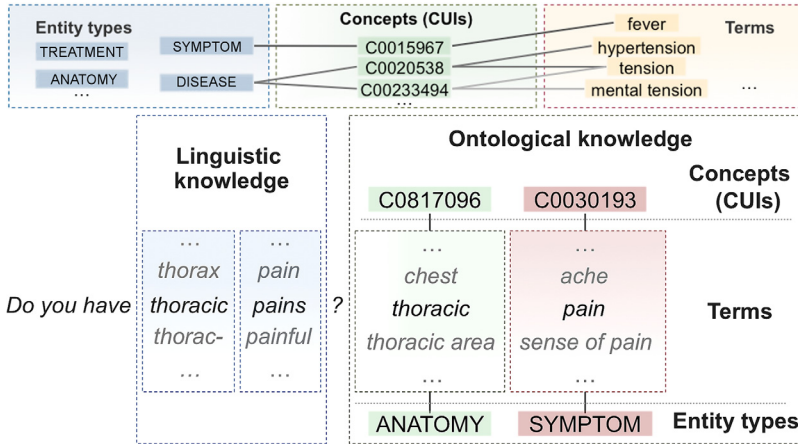 Entity types
TREATMENT
ANATOMY
...
SYMPTOM
DISEASE
Concepts (CUIs)
C0015967
C0020538
C00233494
...
Terms
fever
hypertension
tension
mental tension
...
Linguistic
knowledge
Ontological knowledge
Concepts
(CUIs)
C0817096 C0030193
... ... ... ...
thorax pain chest ache
Do you have thoracic pains ? thoracic pain Terms
thorac- painful thoracic area sense of pain
... ... ... ...
ANATOMY SYMPTOM Entity types